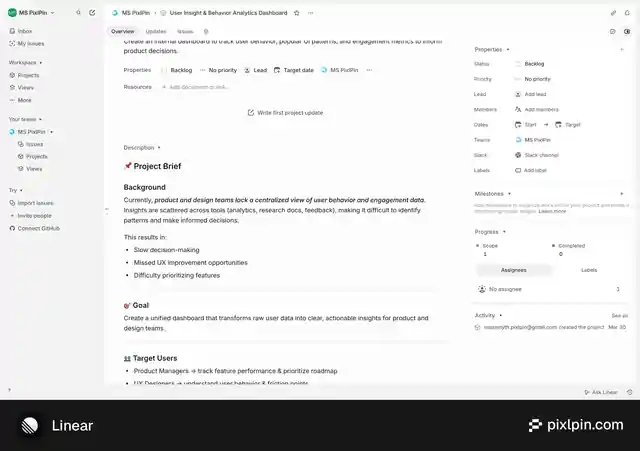 MS PixlPin
MS PixlPin › User Insight & Behavior Analytics Dashboard
Inbox
My issues
Overview Updates Issues
Create an internal dashboard to track user behavior, popular UI patterns, and engagement metrics to inform
product decisions.
Workspace
Projects
Views
More
Properties Backlog No priority Lead Target date MS PixlPin
Resources + Add document or link...
Write first project update
Your teams
MS PixlPin
Issues
Projects
Views
Try
Import issues
Invite people
Connect GitHub
Description
Project Brief
Background
Currently, product and design teams lack a centralized view of user behavior and engagement data.
Insights are scattered across tools (analytics, research docs, feedback), making it difficult to identify
patterns and make informed decisions.
This results in:
• Slow decision-making
• Missed UX improvement opportunities
• Difficulty prioritizing features
Goal
Create a unified dashboard that transforms raw user data into clear, actionable insights for product and
design teams.
Target Users
• Product Managers → track feature performance & prioritize roadmap
• UX Designers → understand user behavior & friction points
Properties
Status Backlog
Priority No priority
Lead Add lead
Members Add members
Dates Start → Target
Teams MS PixlPin
Slack Slack channel
Labels Add label
Milestones
Learn more
Progress
Scope Completed
1 0
Assignees Labels
No assignee 1
Activity See all
created the project Mar 30
?
Ask Linear
Linear
pixlpin.com